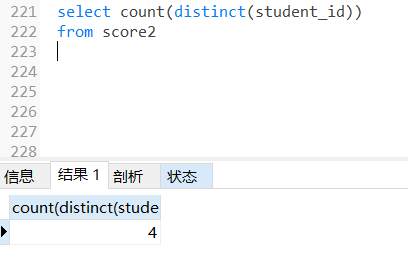 221 select count(distinct(student_id))
222 from score2
223
224
225
226
227
228
信息 结果 1 剖析 状态
count(distinct(stude
4